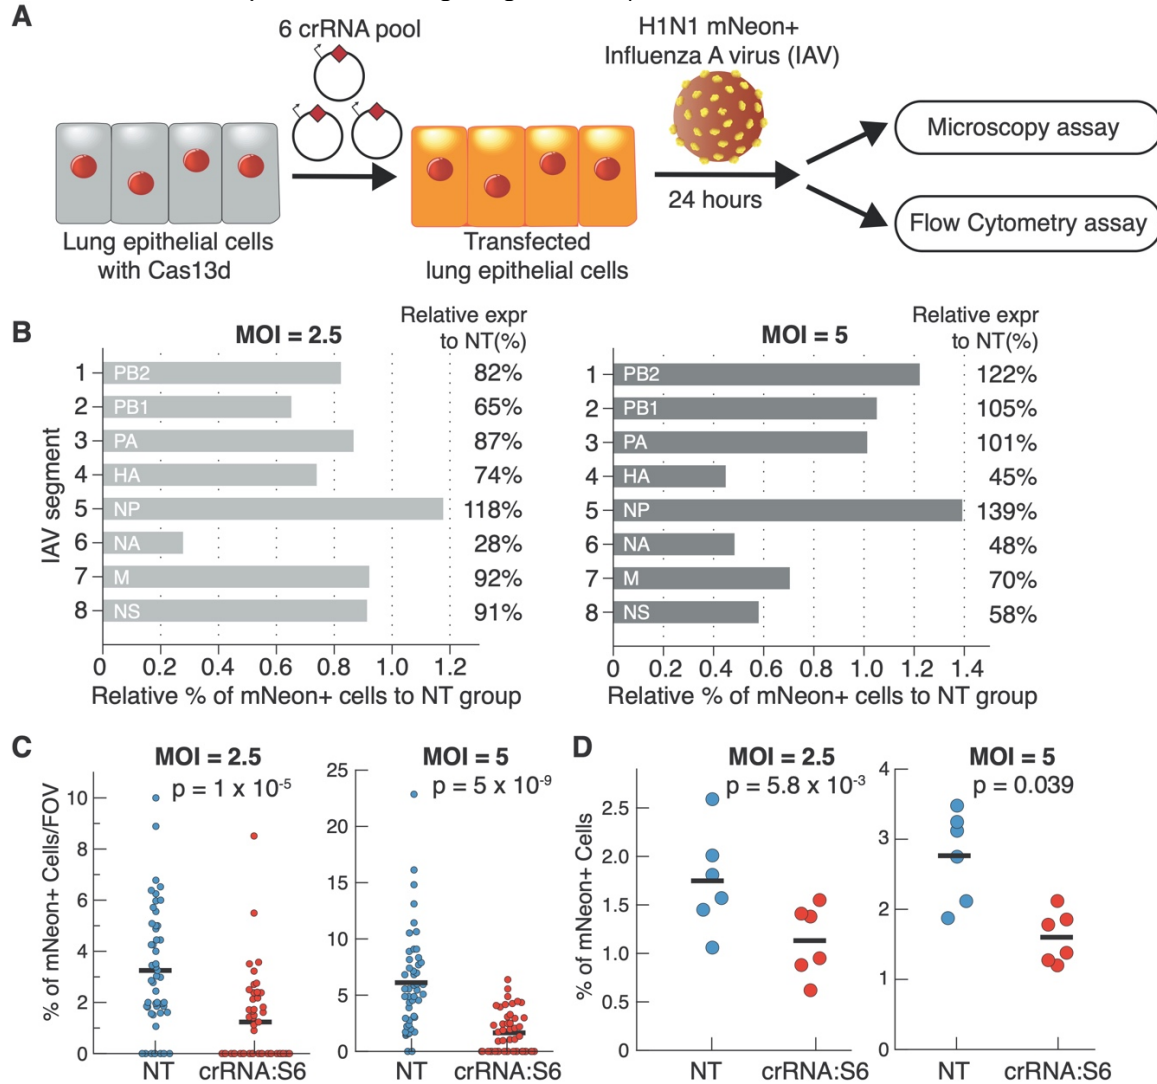 A
6 crRNA pool
H1N1 mNeon+
Influenza A virus (IAV)
Microscopy assay
24 hours
Flow Cytometry assay
Lung epithelial cells
with Cas13d
Transfected
lung epithelial cells
B
MOI = 2.5
Relative expr
to NT(%)
IAV segment
1 PB2 82%
2 PB1 65%
3 PA 87%
4 HA 74%
5 NP 118%
6 NA 28%
7 M 92%
8 NS 91%
0 0.2 0.4 0.6 0.8 1.0 1.2
Relative % of mNeon+ cells to NT group
MOI = 5
Relative expr
to NT(%)
1 PB2 122%
2 PB1 105%
3 PA 101%
4 HA 45%
5 NP 139%
6 NA 48%
7 M 70%
8 NS 58%
0 0.2 0.4 0.6 0.8 1.0 1.2 1.4
Relative % of mNeon+ cells to NT group
C
MOI = 2.5
p = 1 x 10⁻⁵
% of mNeon+ Cells/FOV
10
8
6
4
2
0
NT crRNA:S6
MOI = 5
p = 5 x 10⁻⁹
25
20
15
10
5
0
NT crRNA:S6
D
MOI = 2.5
p = 5.8 x 10⁻³
% of mNeon+ Cells
2.5
2.0
1.5
1.0
0.5
0
NT crRNA:S6
MOI = 5
p = 0.039
4
3
2
1
0
NT crRNA:S6